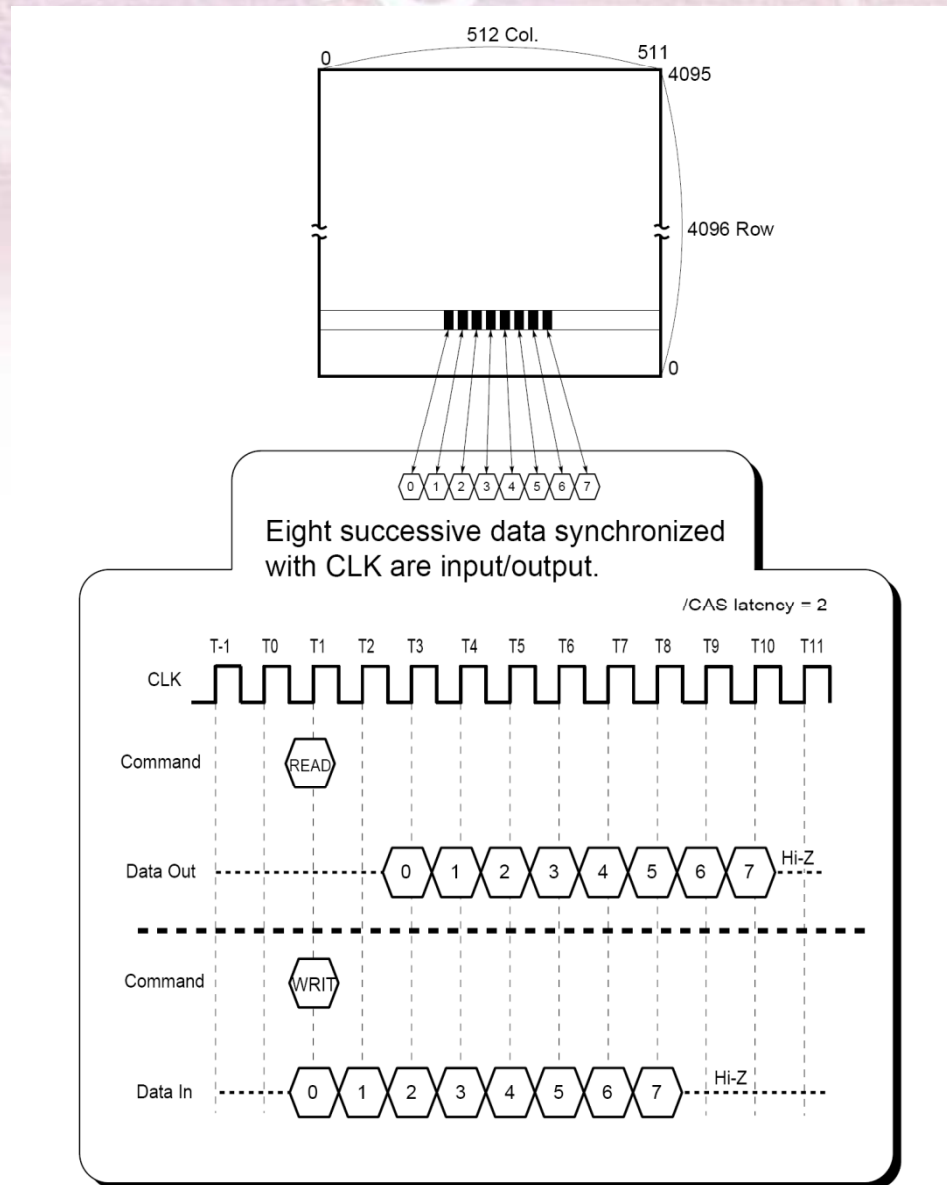 512 Col.
0 511
4095
4096 Row
0
0 1 2 3 4 5 6 7
Eight successive data synchronized
with CLK are input/output.
/CAS latency = 2
T-1 T0 T1 T2 T3 T4 T5 T6 T7 T8 T9 T10 T11
CLK
Command READ
Data Out 0 1 2 3 4 5 6 7 Hi-Z
Command WRIT
Data In 0 1 2 3 4 5 6 7 Hi-Z